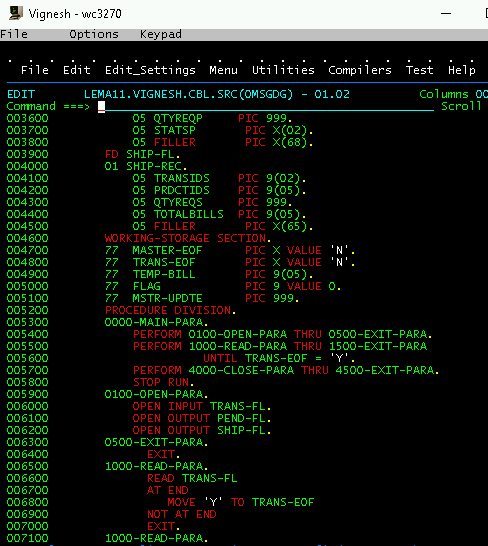 Vignesh - wc3270
File Options Keypad
File Edit Edit_Settings Menu Utilities Compilers Test Help
EDIT LEMA11.VIGNESH.CBL.SRC(OMSGDG) - 01.02 Columns 00
Command ===> Scroll
003600 05 QTYREQP PIC 999.
003700 05 STATSP PIC X(02).
003800 05 FILLER PIC X(68).
003900 FD SHIP-FL.
004000 01 SHIP-REC.
004100 05 TRANSIDS PIC 9(02).
004200 05 PRDCTIDS PIC 9(05).
004300 05 QTYREQS PIC 999.
004400 05 TOTALBILLS PIC 9(05).
004500 05 FILLER PIC X(65).
004600 WORKING-STORAGE SECTION.
004700 77 MASTER-EOF PIC X VALUE 'N'.
004800 77 TRANS-EOF PIC X VALUE 'N'.
004900 77 TEMP-BILL PIC 9(05).
005000 77 FLAG PIC 9 VALUE 0.
005100 77 MSTR-UPDTE PIC 999.
005200 PROCEDURE DIVISION.
005300 0000-MAIN-PARA.
005400 PERFORM 0100-OPEN-PARA THRU 0500-EXIT-PARA.
005500 PERFORM 1000-READ-PARA THRU 1500-EXIT-PARA
005600 UNTIL TRANS-EOF = 'Y'.
005700 PERFORM 4000-CLOSE-PARA THRU 4500-EXIT-PARA.
005800 STOP RUN.
005900 0100-OPEN-PARA.
006000 OPEN INPUT TRANS-FL.
006100 OPEN OUTPUT PEND-FL.
006200 OPEN OUTPUT SHIP-FL.
006300 0500-EXIT-PARA.
006400 EXIT.
006500 1000-READ-PARA.
006600 READ TRANS-FL
006700 AT END
006800 MOVE 'Y' TO TRANS-EOF
006900 NOT AT END
007000 EXIT.
007100 1000-READ-PARA.